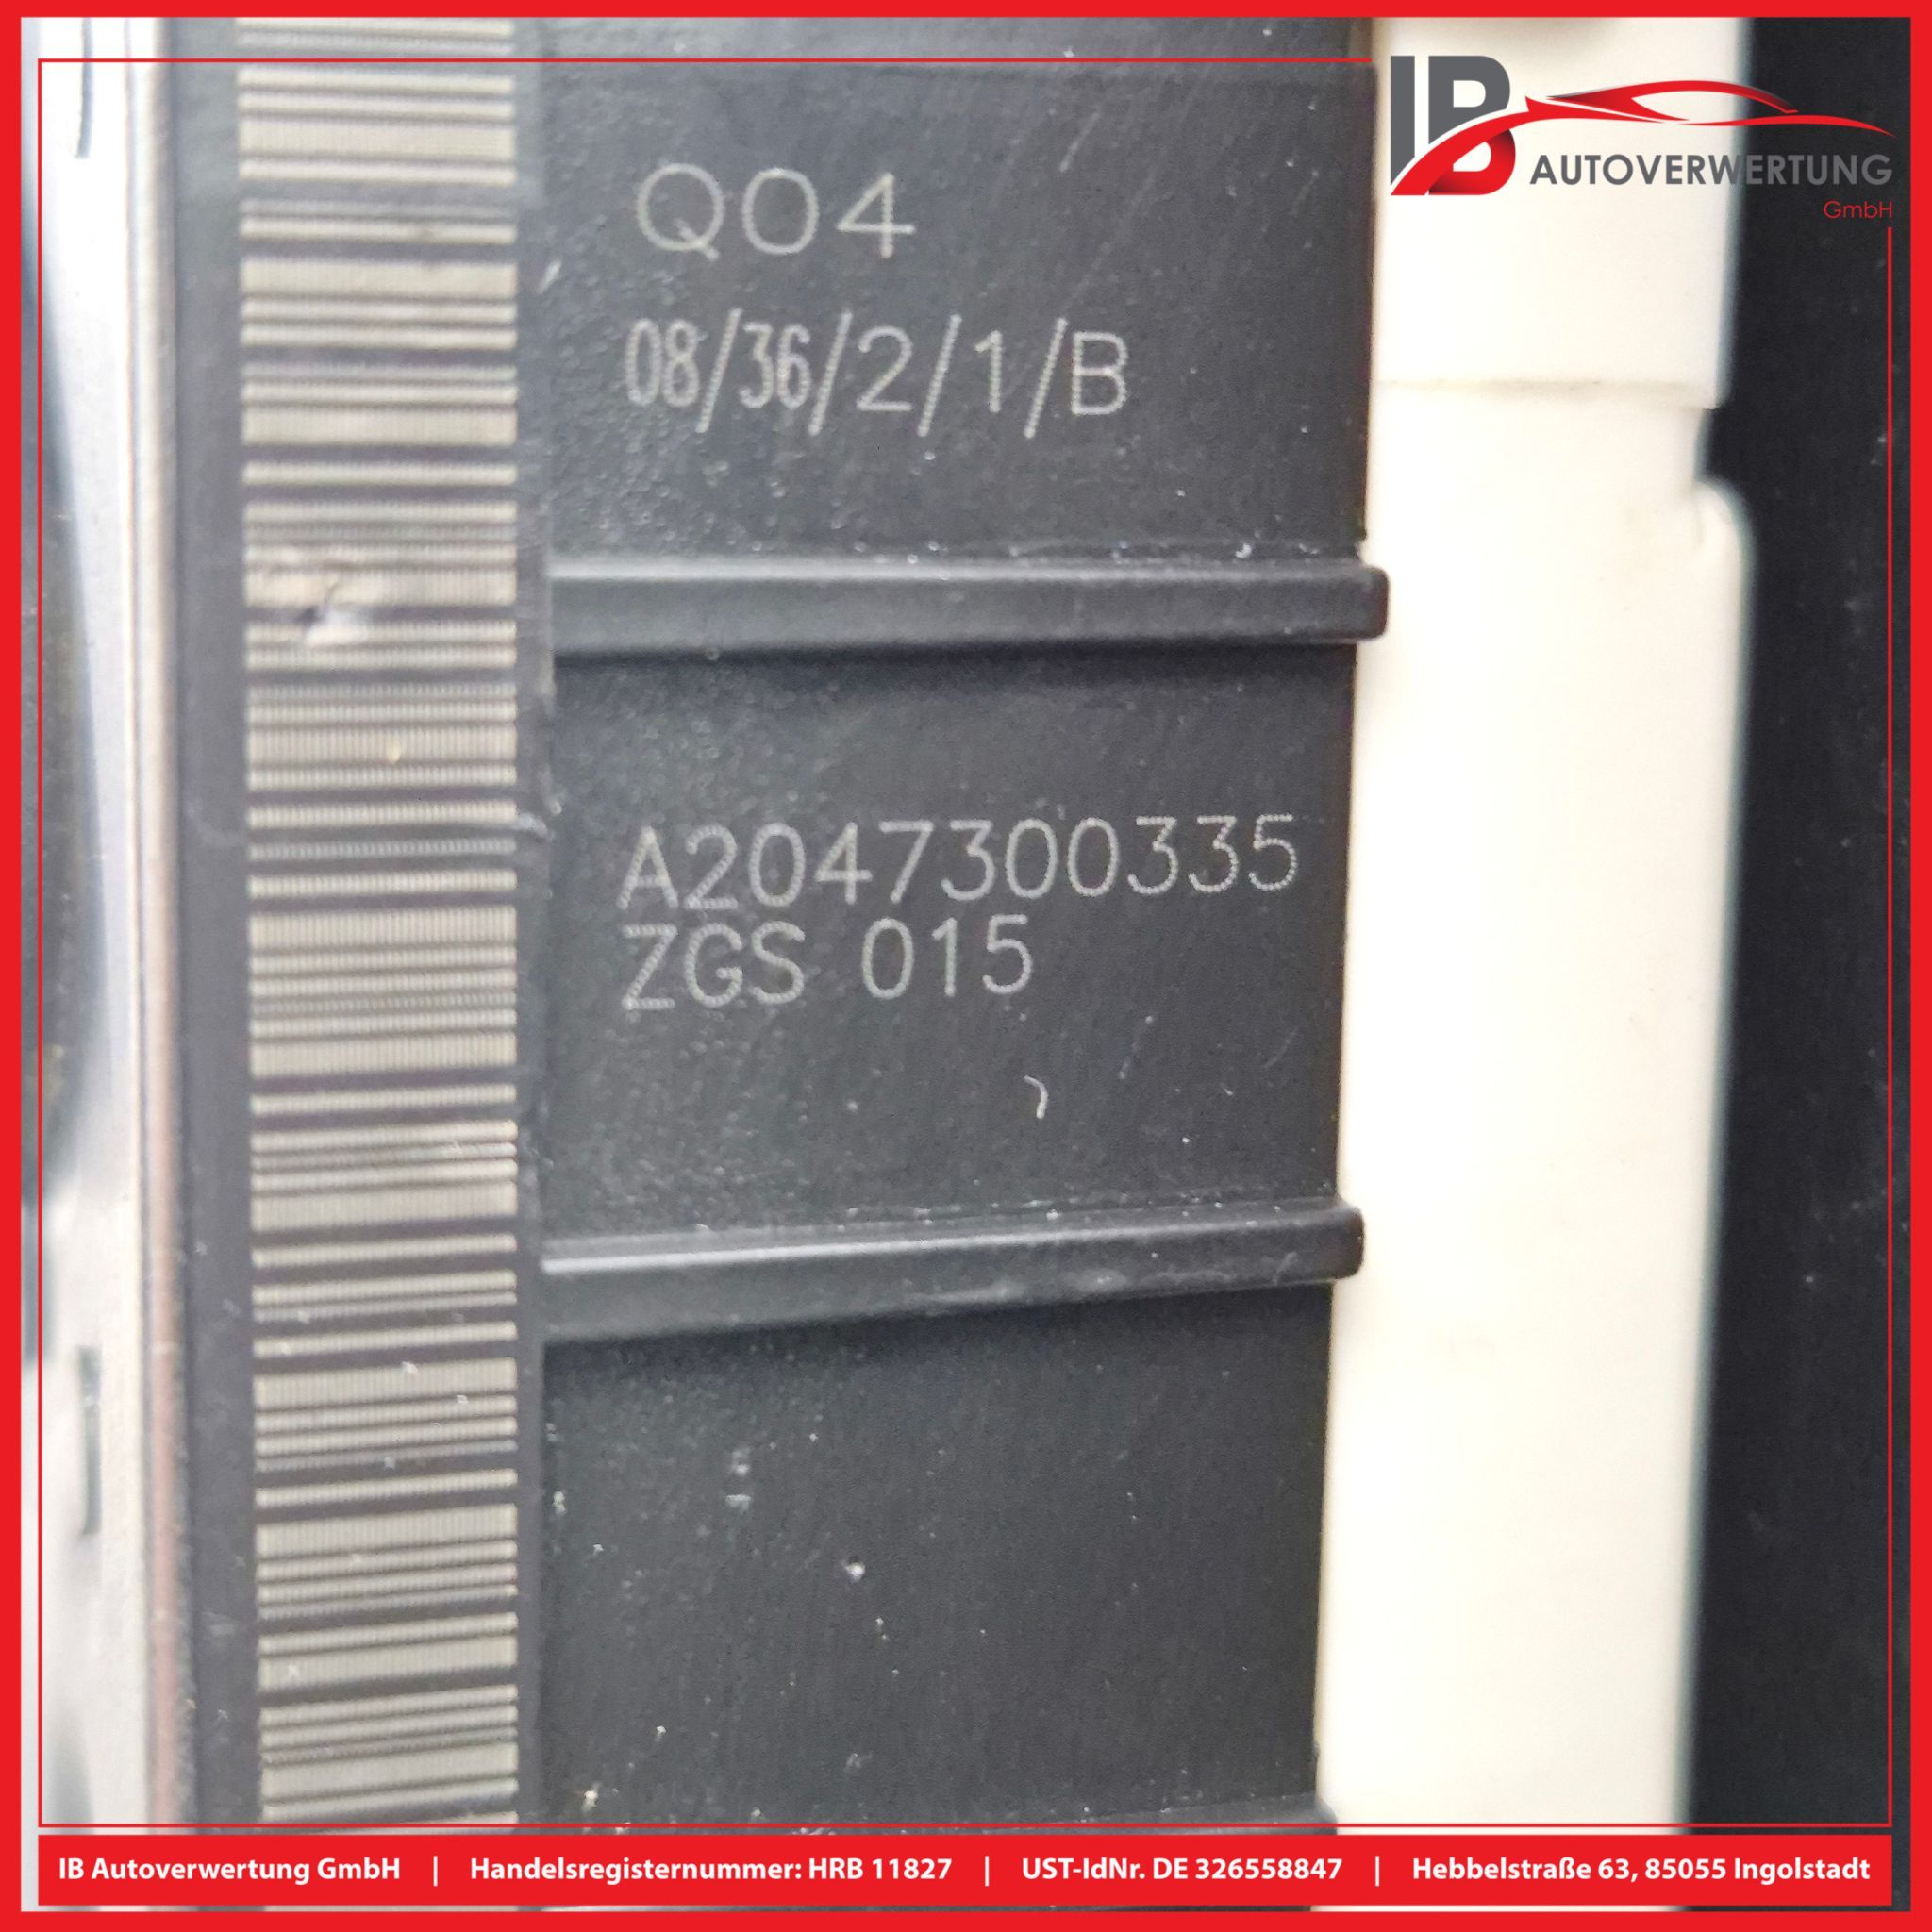 IB
AUTOVERWERTUNG
GmbH
Q04
08/36/2/1/B
A2047300335
ZGS 015
IB Autoverwertung GmbH | Handelsregisternummer: HRB 11827 | UST-IdNr. DE 326558847 | Hebbelstraße 63, 85055 Ingolstadt